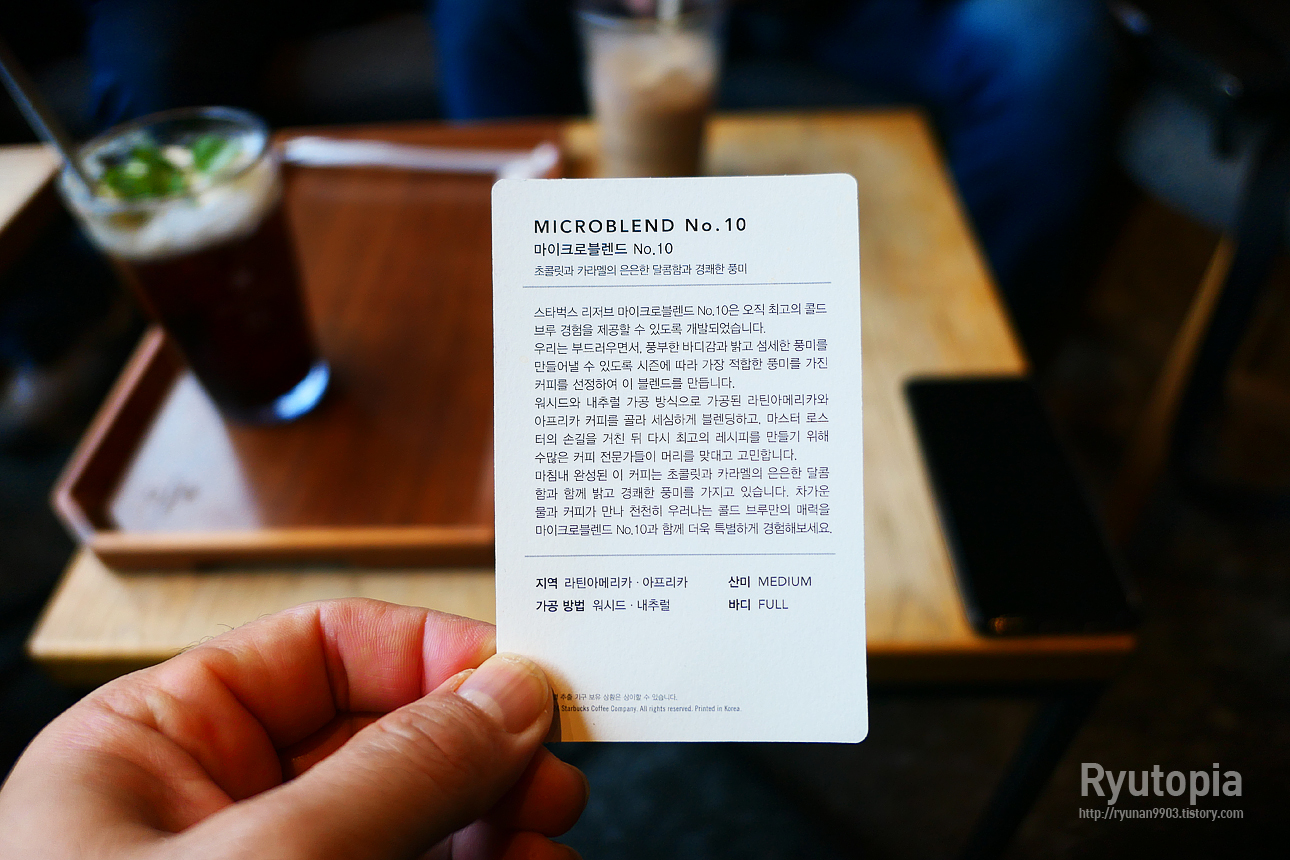 MICROBLEND No.10
마이크로블렌드 No.10
초콜릿과 카라멜의 은은한 달콤함과 경쾌한 풍미
스타벅스 리저브 마이크로블렌드 No.10은 오직 최고의 콜드
브루 경험을 제공할 수 있도록 개발되었습니다.
우리는 부드러우면서, 풍부한 바디감과 밝고 섬세한 풍미를
만들어낼 수 있도록 시즌에 따라 가장 적합한 풍미를 가진
커피를 선정하여 이 블렌드를 만듭니다.
워시드와 내추럴 가공 방식으로 가공된 라틴아메리카와
아프리카 커피를 골라 세심하게 블렌딩하고, 마스터 로스
터의 손길을 거친 뒤 다시 최고의 레시피를 만들기 위해
수많은 커피 전문가들이 머리를 맞대고 고민합니다.
마침내 완성된 이 커피는 초콜릿과 카라멜의 은은한 달콤
함과 함께 밝고 경쾌한 풍미를 가지고 있습니다. 차가운
물과 커피가 만나 천천히 우러나는 콜드 브루만의 매력을
마이크로블렌드 No.10과 함께 더욱 특별하게 경험해보세요.
지역 라틴아메리카 · 아프리카 산미 MEDIUM
가공 방법 워시드 · 내추럴 바디 FULL
추출 기구 보유 상황은 상이할 수 있습니다.
Starbucks Coffee Company. All rights reserved. Printed in Korea.
Ryutopia
http://ryunan9903.tistory.com